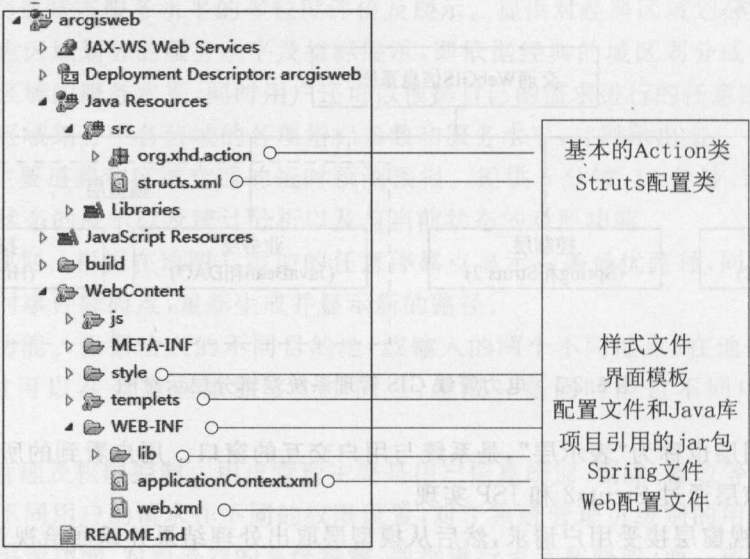 arcgisweb
JAX-WS Web Services
Deployment Descriptor: arcgisweb
Java Resources
src
org.xhd.action
structs.xml
Libraries
JavaScript Resources
build
WebContent
js
META-INF
style
templets
WEB-INF
lib
applicationContext.xml
web.xml
README.md
基本的Action类
Struts配置类
样式文件
界面模板
配置文件和Java库
项目引用的jar包
Spring文件
Web配置文件